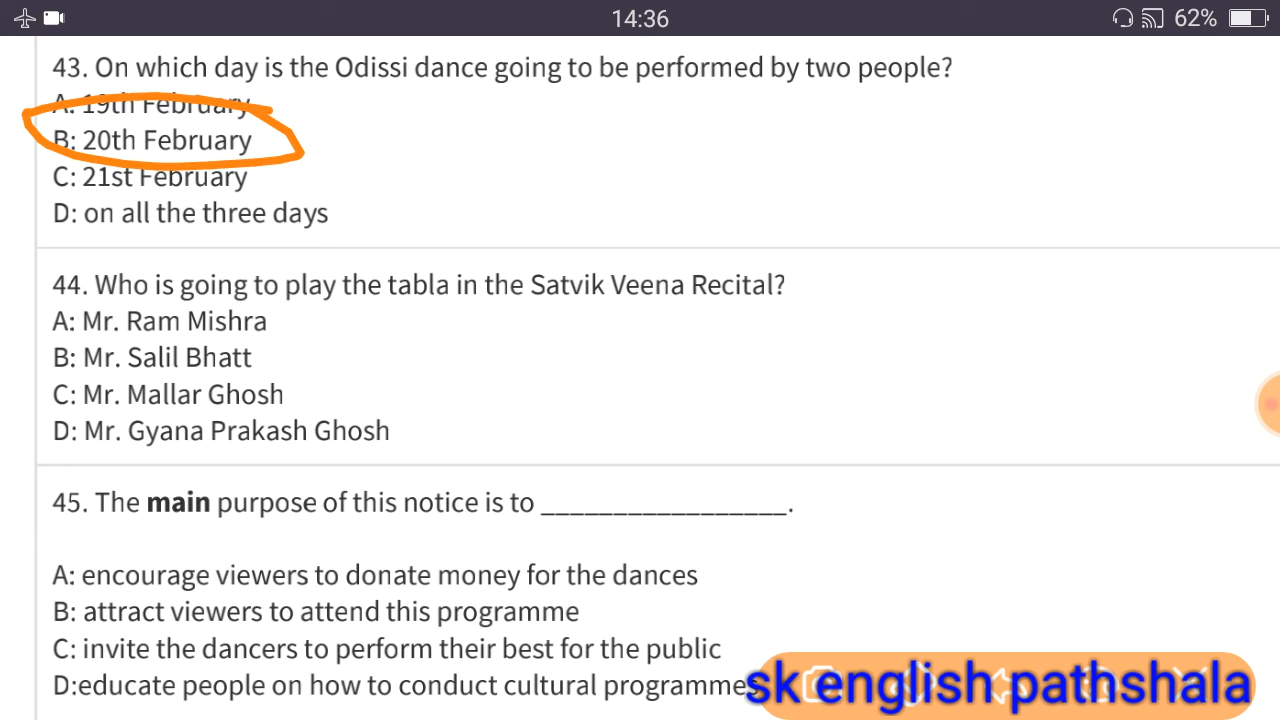 14:36
62%
43. On which day is the Odissi dance going to be performed by two people?
A: 19th February
B: 20th February
C: 21st February
D: on all the three days
44. Who is going to play the tabla in the Satvik Veena Recital?
A: Mr. Ram Mishra
B: Mr. Salil Bhatt
C: Mr. Mallar Ghosh
D: Mr. Gyana Prakash Ghosh
45. The main purpose of this notice is to _________________.
A: encourage viewers to donate money for the dances
B: attract viewers to attend this programme
C: invite the dancers to perform their best for the public
D:educate people on how to conduct cultural programmes
sk english pathshala